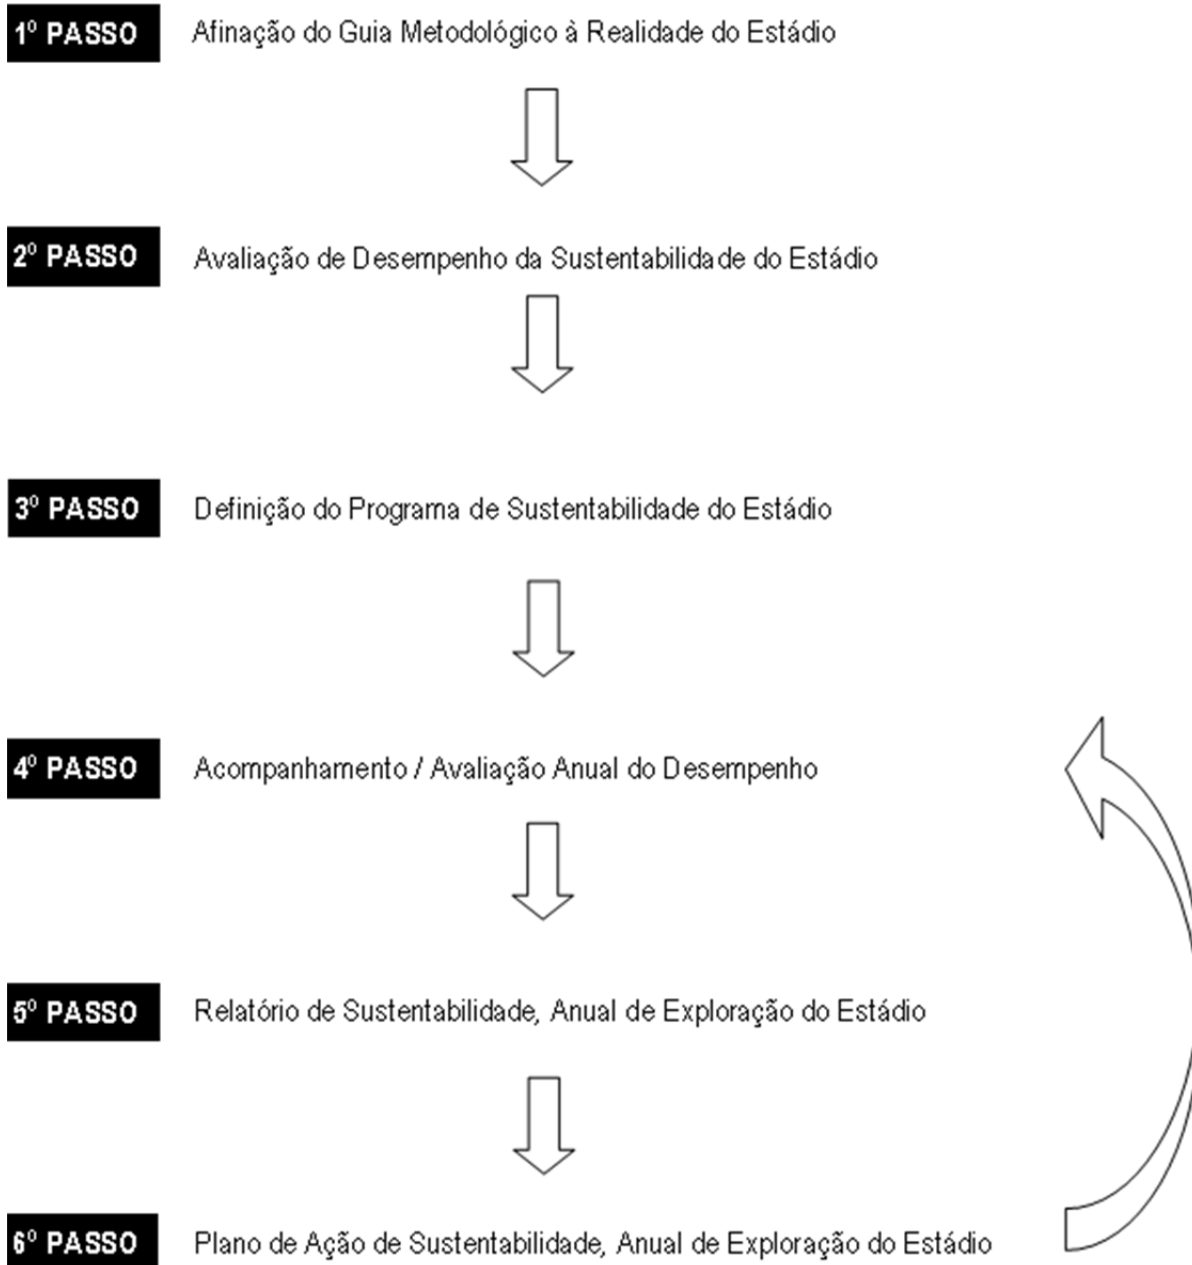 1º PASSO Afinação do Guia Metodológico à Realidade do Estádio
2º PASSO Avaliação de Desempenho da Sustentabilidade do Estádio
3º PASSO Definição do Programa de Sustentabilidade do Estádio
4º PASSO Acompanhamento / Avaliação Anual do Desempenho
5º PASSO Relatório de Sustentabilidade, Anual de Exploração do Estádio
6º PASSO Plano de Ação de Sustentabilidade, Anual de Exploração do Estádio